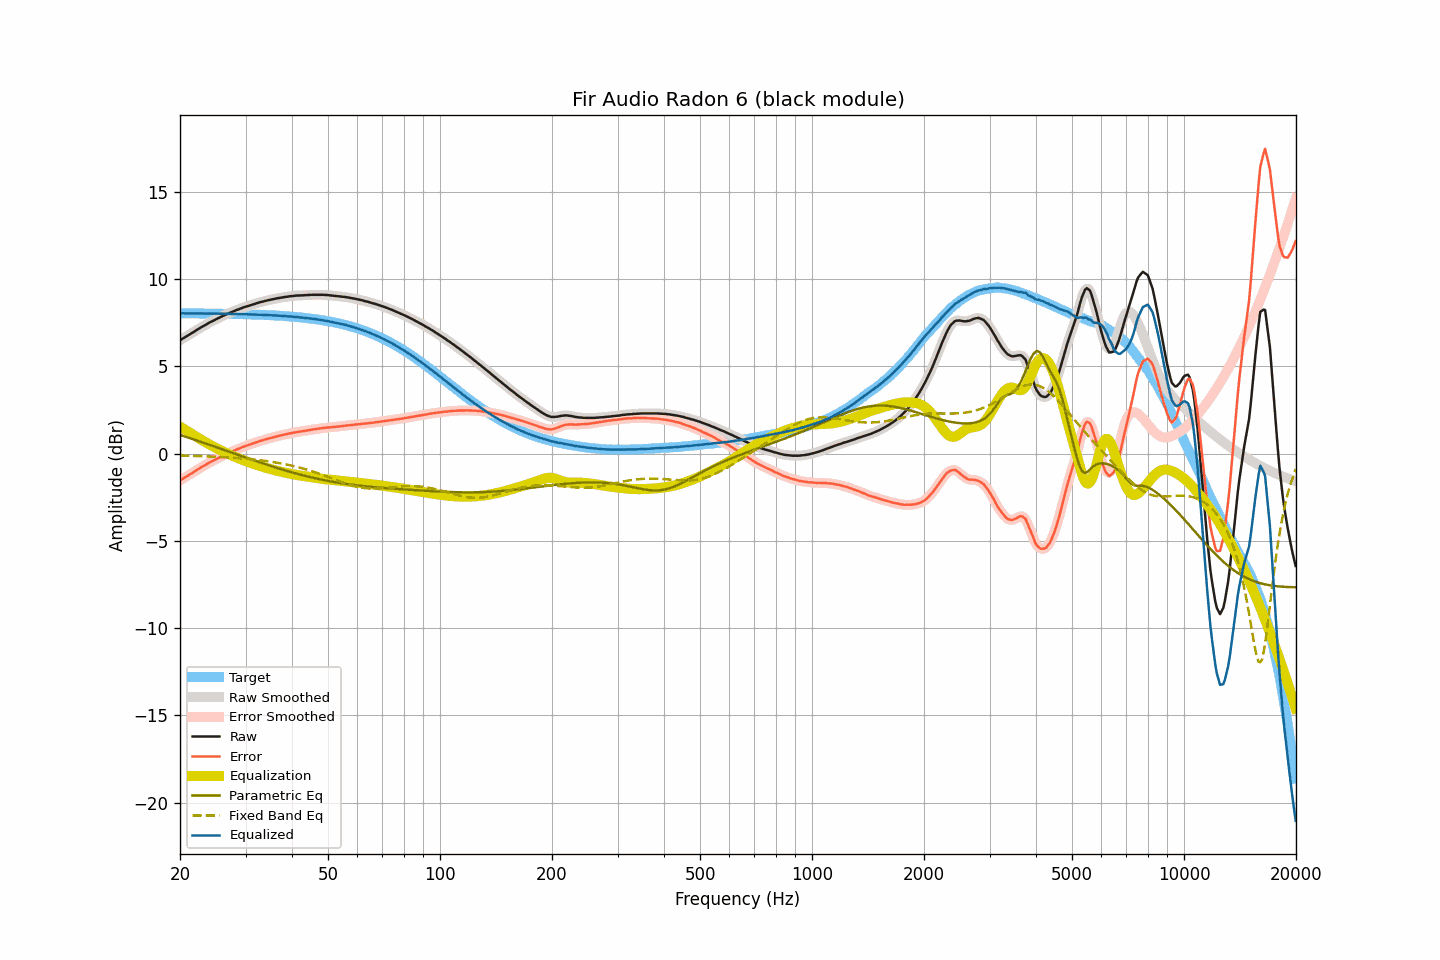 Fir Audio Radon 6 (black module)
Amplitude (dBr)
15
10
5
0
−5
−10
−15
−20
Target
Raw Smoothed
Error Smoothed
Raw
Error
Equalization
Parametric Eq
Fixed Band Eq
Equalized
20 50 100 200 500 1000 2000 5000 10000 20000
Frequency (Hz)